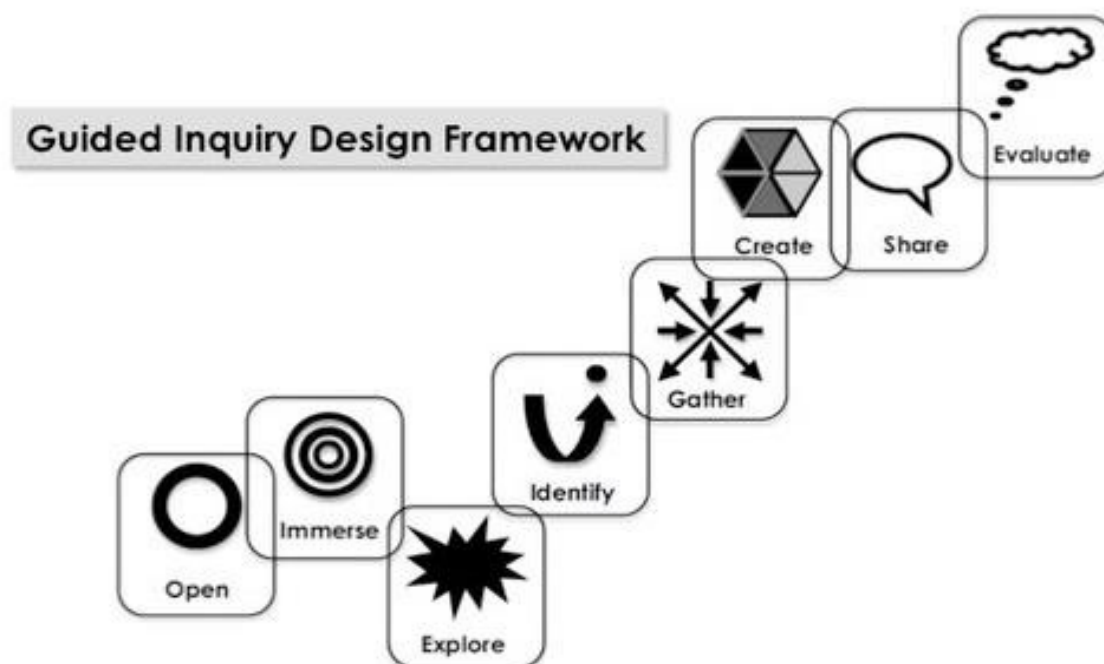 Guided Inquiry Design Framework
Open
Immerse
Explore
Identify
Gather
Create
Share
Evaluate